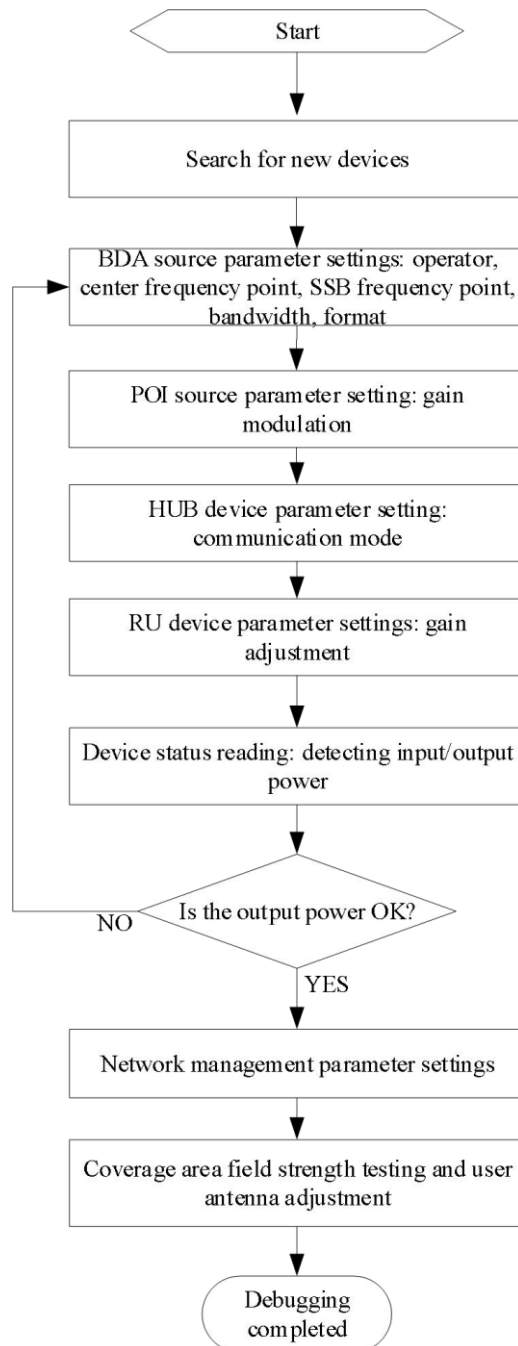 Start
Search for new devices
BDA source parameter settings: operator,
center frequency point, SSB frequency point,
bandwidth, format
POI source parameter setting: gain
modulation
HUB device parameter setting:
communication mode
RU device parameter settings: gain
adjustment
Device status reading: detecting input/output
power
Is the output power OK?
NO
YES
Network management parameter settings
Coverage area field strength testing and user
antenna adjustment
Debugging
completed